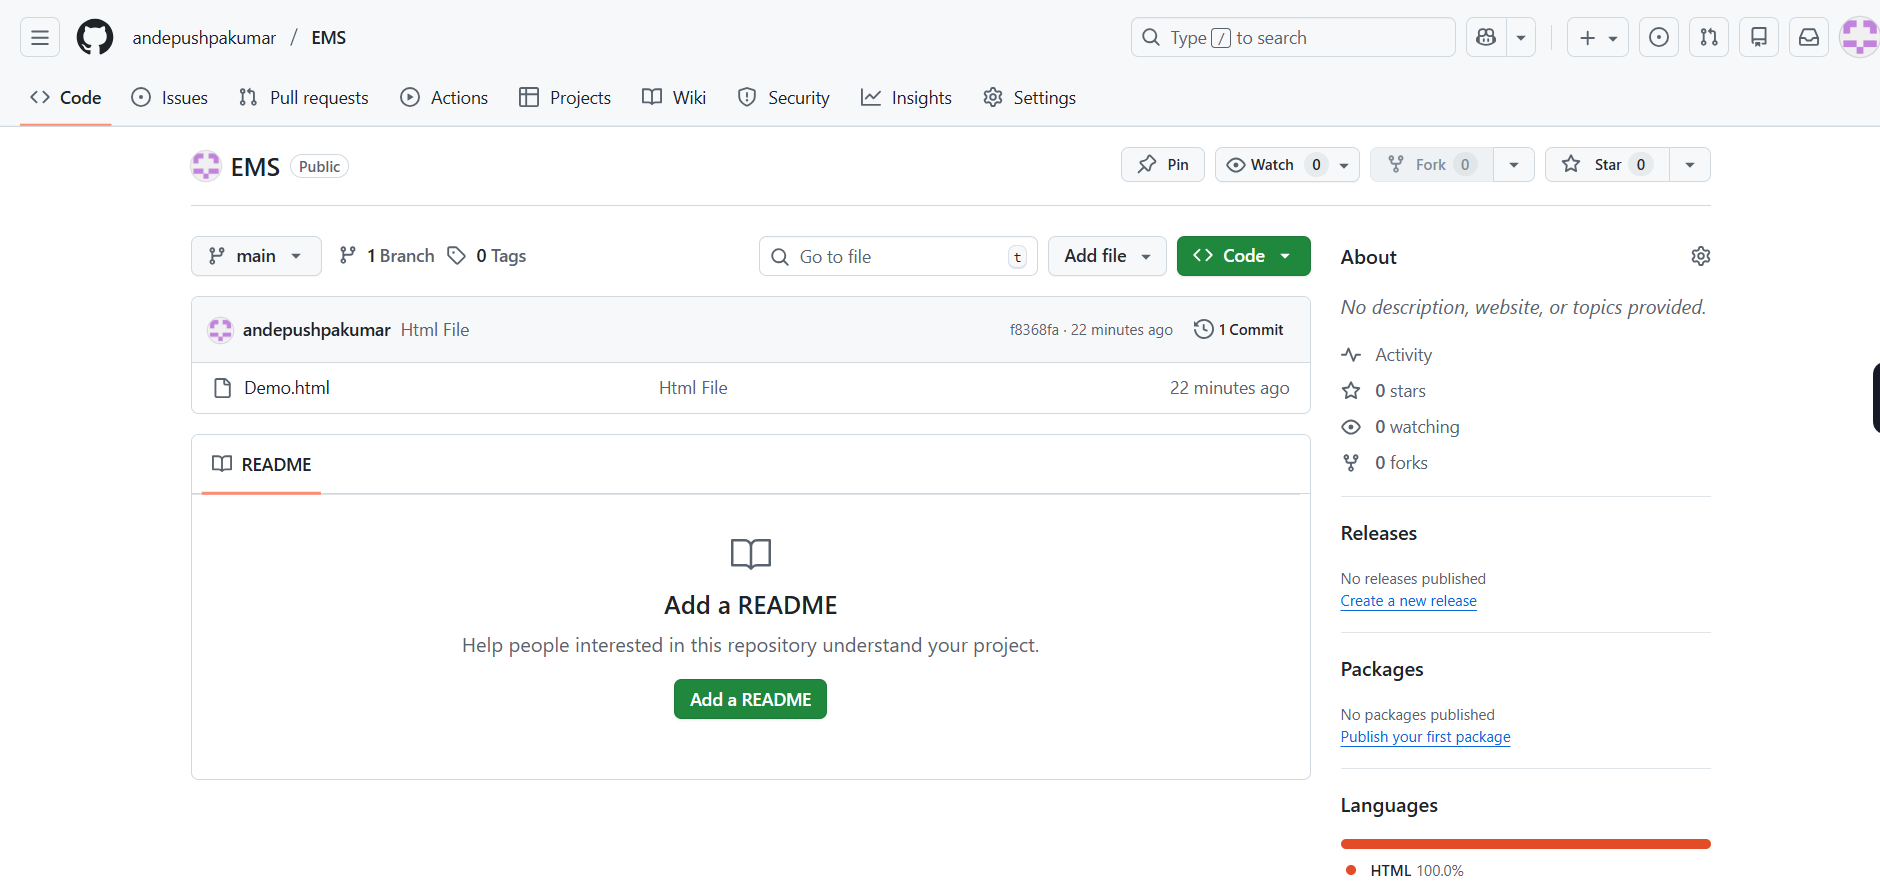 andepushpakumar / EMS
Type / to search
Code Issues Pull requests Actions Projects Wiki Security Insights Settings
EMS Public
Pin Watch 0 Fork 0 Star 0
main 1 Branch 0 Tags Go to file t Add file Code
andepushpakumar Html File f8368fa · 22 minutes ago 1 Commit
Demo.html Html File 22 minutes ago
README
Add a README
Help people interested in this repository understand your project.
Add a README
About
No description, website, or topics provided.
Activity
0 stars
0 watching
0 forks
Releases
No releases published
Create a new release
Packages
No packages published
Publish your first package
Languages
HTML 100.0%